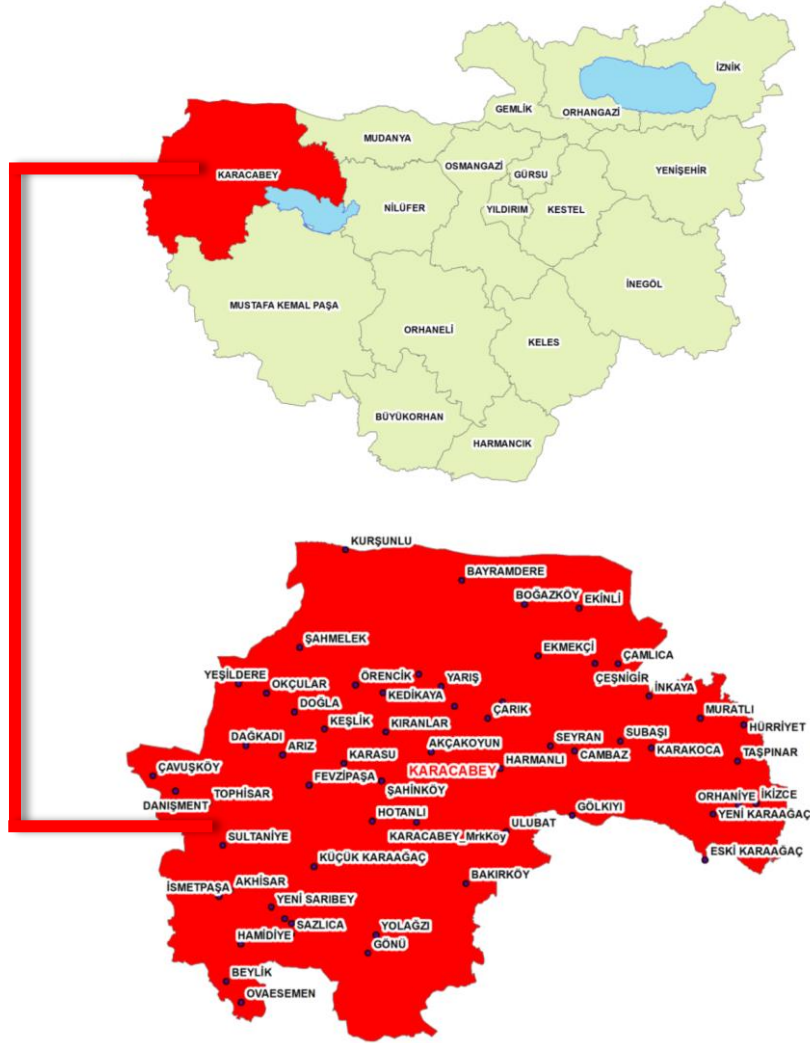 İZNİK
GEMLİK
ORHANGAZİ
MUDANYA
OSMANGAZİ
GÜRSU
YENİŞEHİR
KARACABEY
NİLÜFER
YILDIRIM
KESTEL
İNEGÖL
MUSTAFA KEMAL PAŞA
ORHANELİ
KELES
BÜYÜKORHAN
HARMANCIK
KURŞUNLU
BAYRAMDERE
BOĞAZKÖY
EKİNLİ
ŞAHMELEK
EKMEKÇİ
ÇAMLICA
YEŞİLDERE
OKÇULAR
ÖRENCİK
YARIŞ
ÇEŞNİGİR
KEDİKAYA
İNKAYA
DOĞLA
ÇARIK
MURATLI
KEŞLİK
KIRANLAR
HÜRRİYET
DAĞKADI
ARIZ
AKÇAKOYUN
SEYRAN
SUBAŞI
KARASU
HARMANLI
CAMBAZ
KARAKOCA
TAŞPINAR
KARACABEY
ÇAVUŞKÖY
FEVZİPAŞA
ŞAHİNKÖY
TOPHİSAR
DANIŞMENT
ORHANİYE
İKİZCE
HOTANLI
GÖLKIYI
YENİ KARAAĞAÇ
ULUBAT
KARACABEY_MrkKöy
SULTANİYE
ESKİ KARAAĞAÇ
KÜÇÜK KARAAĞAÇ
BAKIRKÖY
AKHİSAR
İSMETPAŞA
YENİ SARIBEY
SAZLICA
YOLAĞZI
HAMİDİYE
GÖNÜ
BEYLİK
OVAESEMEN